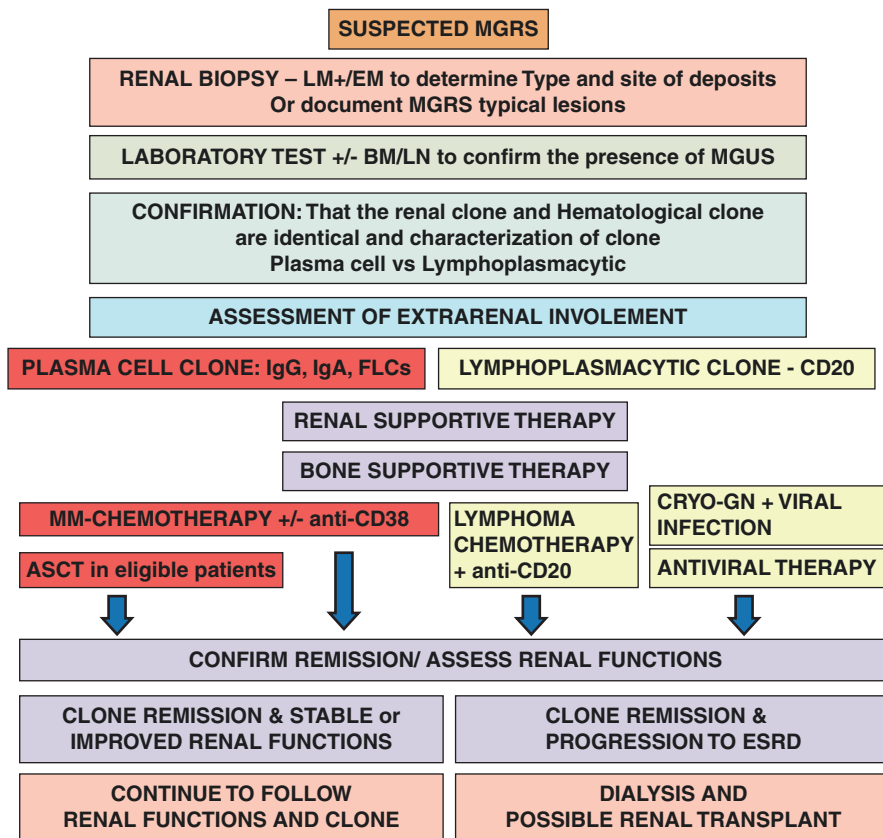 SUSPECTED MGRS
RENAL BIOPSY – LM+/EM to determine Type and site of deposits
Or document MGRS typical lesions
LABORATORY TEST +/- BM/LN to confirm the presence of MGUS
CONFIRMATION: That the renal clone and Hematological clone
are identical and characterization of clone
Plasma cell vs Lymphoplasmacytic
ASSESSMENT OF EXTRARENAL INVOLEMENT
PLASMA CELL CLONE: IgG, IgA, FLCs
LYMPHOPLASMACYTIC CLONE - CD20
RENAL SUPPORTIVE THERAPY
BONE SUPPORTIVE THERAPY
MM-CHEMOTHERAPY +/- anti-CD38
ASCT in eligible patients
LYMPHOMA
CHEMOTHERAPY
+ anti-CD20
CRYO-GN + VIRAL
INFECTION
ANTIVIRAL THERAPY
CONFIRM REMISSION/ ASSESS RENAL FUNCTIONS
CLONE REMISSION & STABLE or
IMPROVED RENAL FUNCTIONS
CLONE REMISSION &
PROGRESSION TO ESRD
CONTINUE TO FOLLOW
RENAL FUNCTIONS AND CLONE
DIALYSIS AND
POSSIBLE RENAL TRANSPLANT